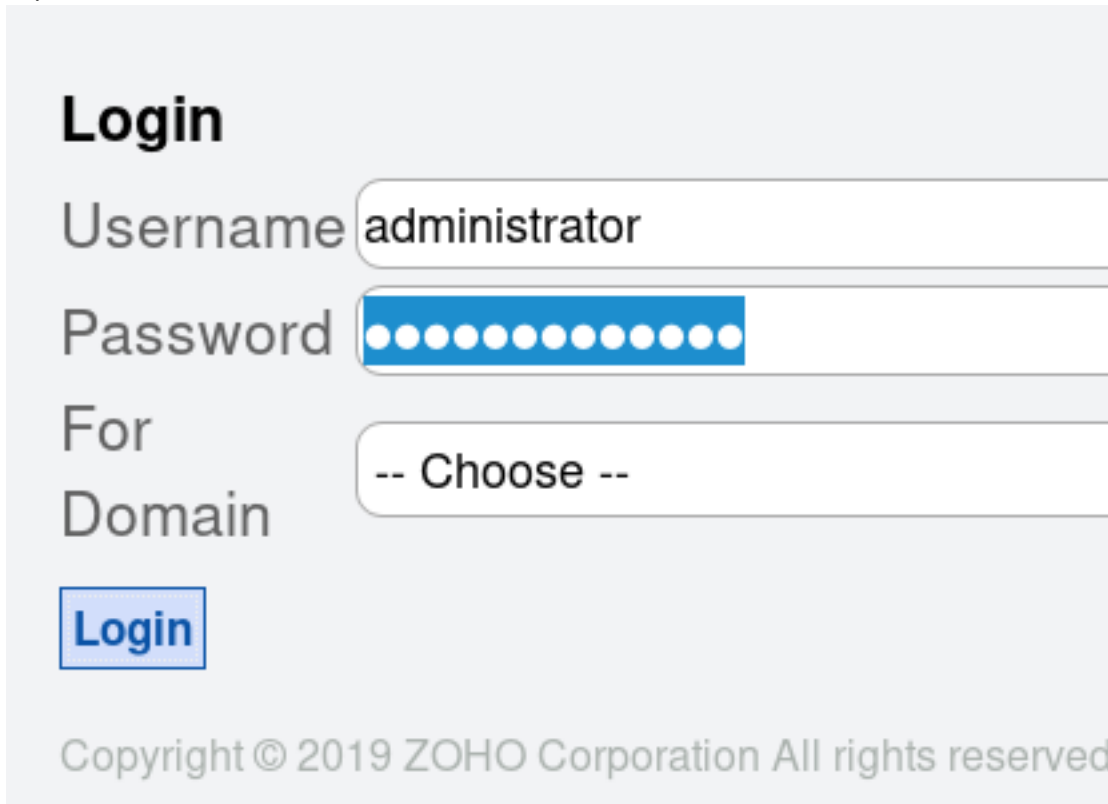 Login
Username administrator
Password •••••••••••••
For Domain -- Choose --
Login
Copyright © 2019 ZOHO Corporation All rights reserved